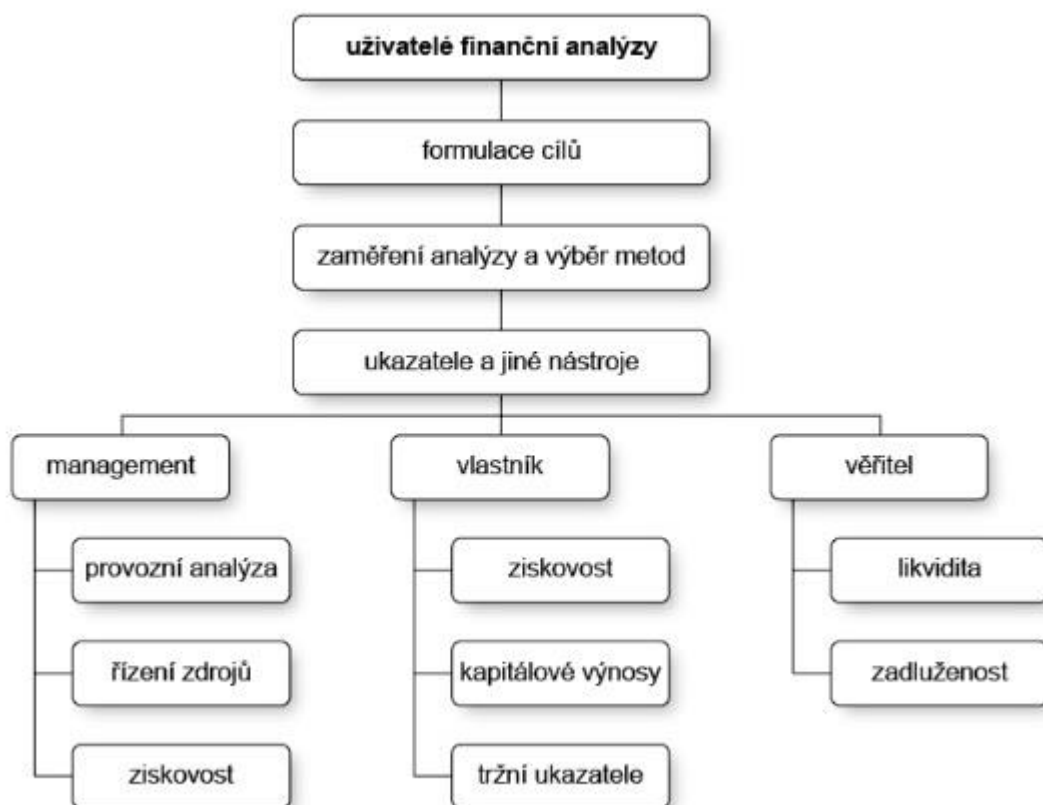 uživatelé finanční analýzy
formulace cílů
zaměření analýzy a výběr metod
ukazatele a jiné nástroje
management
vlastník
věřitel
provozní analýza
ziskovost
likvidita
řízení zdrojů
kapitálové výnosy
zadluženost
ziskovost
tržní ukazatele